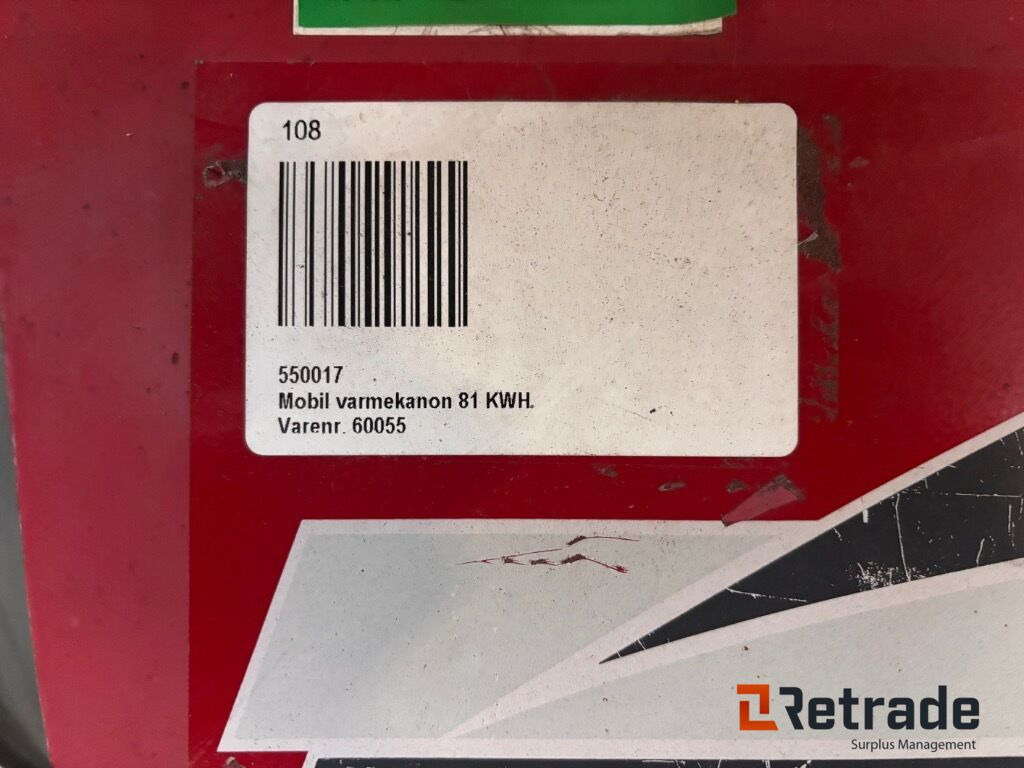 108
550017
Mobil varmekanon 81 KWH.
Varenr. 60055
Retrade
Surplus Management